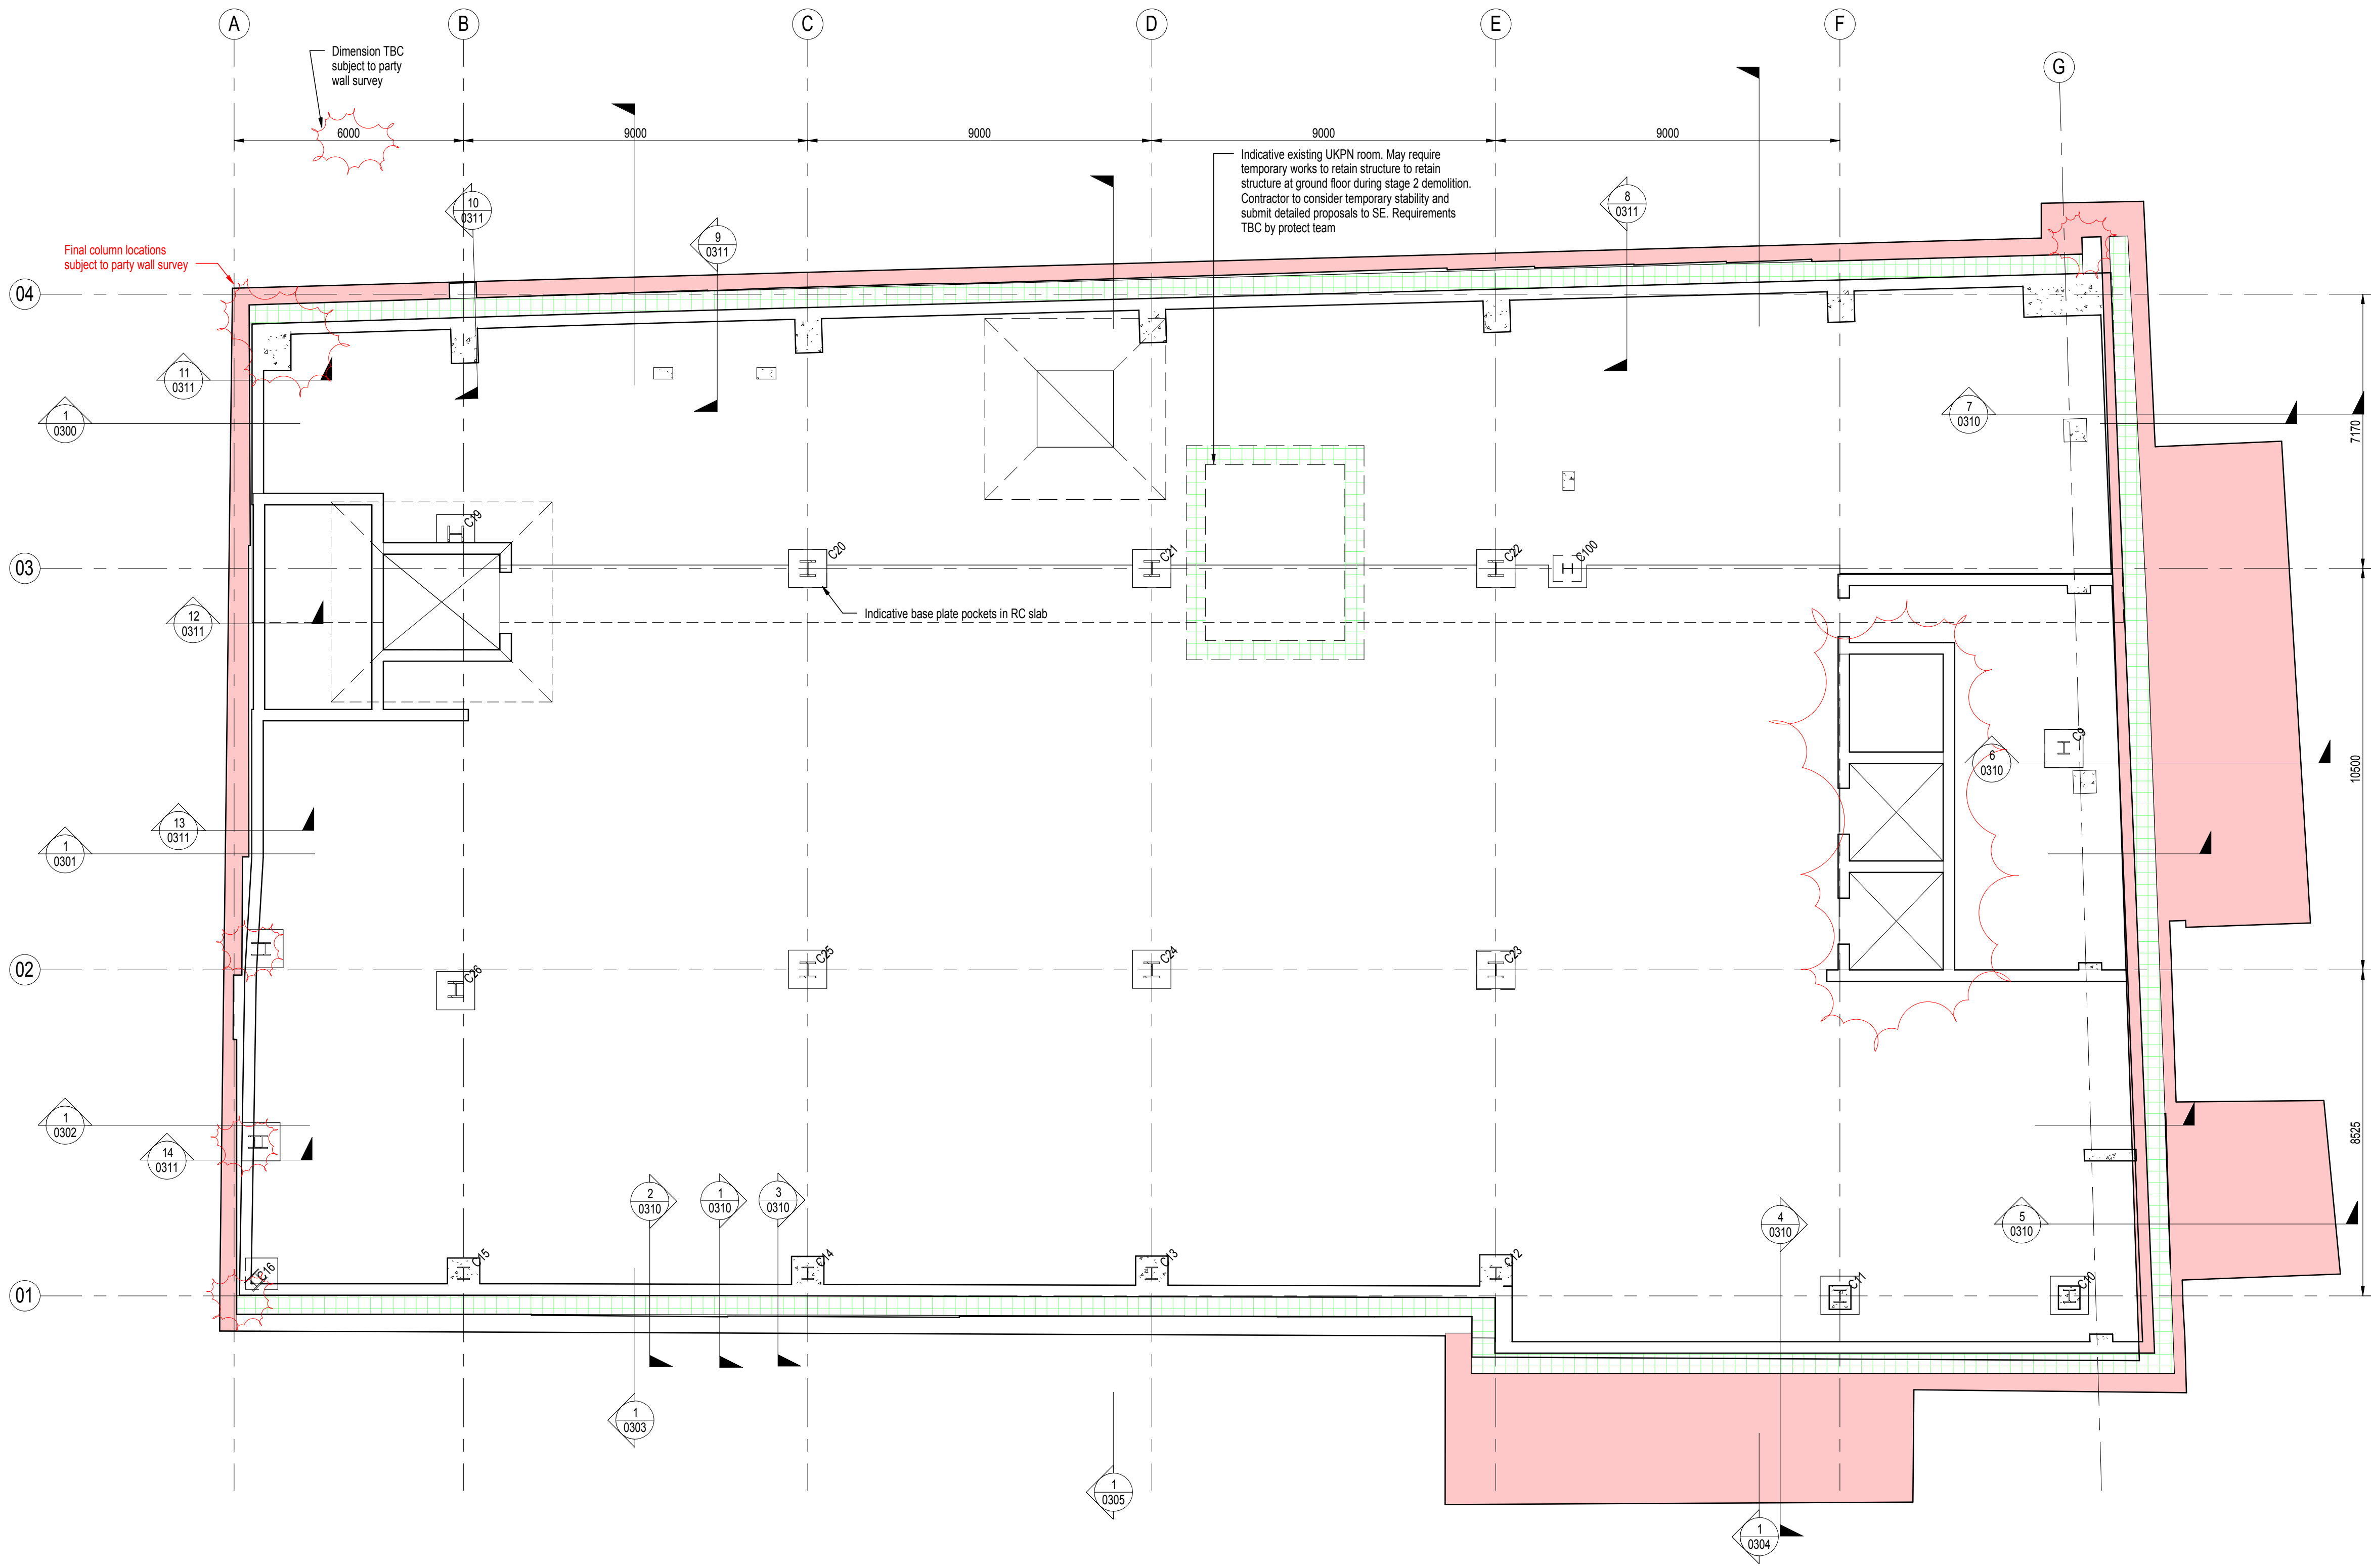 A
B
C
D
E
F
G
Dimension TBC
subject to party
wall survey
6000
9000
9000
9000
9000
Indicative existing UKPN room. May require
temporary works to retain structure to retain
structure at ground floor during stage 2 demolition.
Contractor to consider temporary stability and
submit detailed proposals to SE. Requirements
TBC by protect team
10
0311
9
0311
8
0311
Final column locations
subject to party wall survey
04
11
0311
1
0300
7
0310
7170
C19
C20
C21
C22
C100
03
Indicative base plate pockets in RC slab
12
0311
C9
6
0310
10500
13
0311
1
0301
02
C26
C25
C24
C23
1
0302
14
0311
8525
2
0310
1
0310
3
0310
4
0310
5
0310
C16
C15
C14
C13
C12
C11
C10
01
1
0303
1
0305
1
0304